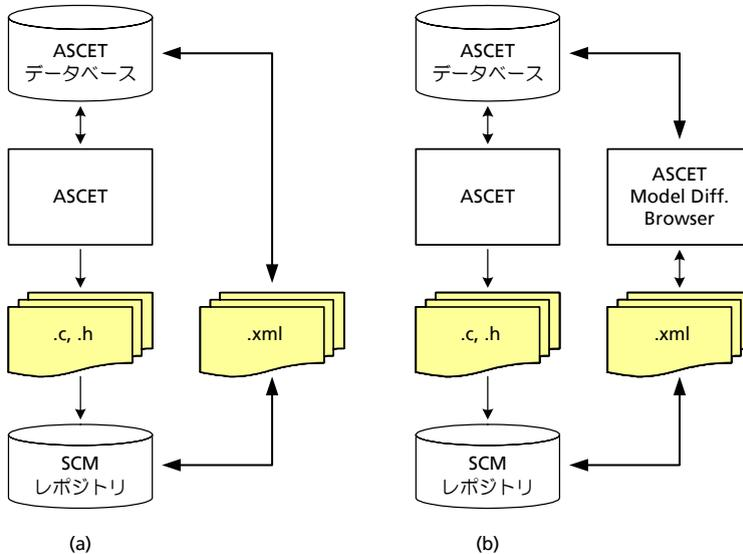 ASCET
データベース
ASCET
.c, .h
.xml
SCM
レポジトリ
(a)
ASCET
データベース
ASCET
ASCET
Model Diff.
Browser
.c, .h
.xml
SCM
レポジトリ
(b)